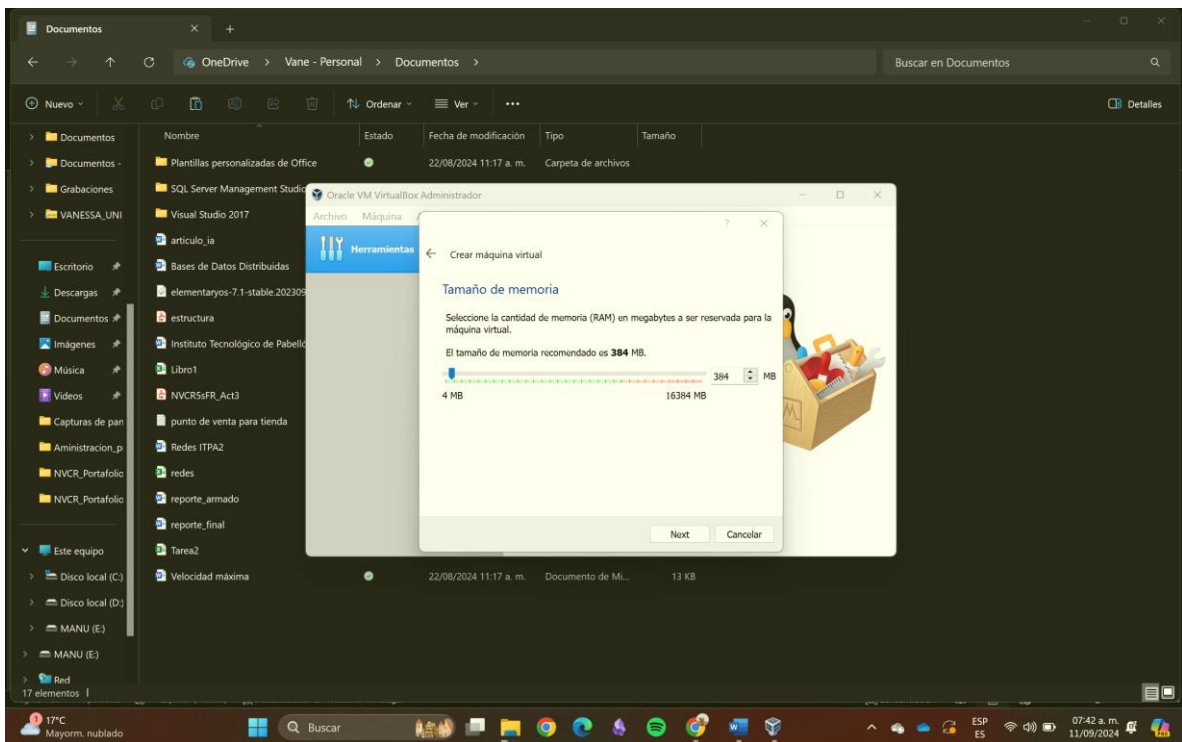 Documentos
OneDrive > Vane - Personal > Documentos >
Buscar en Documentos
Nuevo
Ordenar
Ver
Detalles
Nombre Estado Fecha de modificación Tipo Tamaño
Documentos
Documentos -
Grabaciones
VANESSA_UNI
Escritorio
Descargas
Documentos
Imágenes
Música
Videos
Capturas de pan
Aministracion_p
NVCR_Portafolio
NVCR_Portafolio
Este equipo
Disco local (C:)
Disco local (D:)
MANU (E:)
MANU (E:)
Red
Plantillas personalizadas de Office 22/08/2024 11:17 a. m. Carpeta de archivos
SQL Server Management Studio
Visual Studio 2017
articulo_ia
Bases de Datos Distribuidas
elementaryos-7.1-stable.202309
estructura
Instituto Tecnológico de Pabelló
Libro1
NVCRSsFR_Act3
punto de venta para tienda
Redes ITPA2
redes
reporte_armado
reporte_final
Tarea2
Velocidad máxima 22/08/2024 11:17 a. m. Documento de Mi... 13 KB
Oracle VM VirtualBox Administrador
Archivo Máquina
Herramientas
Crear máquina virtual
Tamaño de memoria
Seleccione la cantidad de memoria (RAM) en megabytes a ser reservada para la
máquina virtual.
El tamaño de memoria recomendado es 384 MB.
384 MB
4 MB 16384 MB
Next Cancelar
17 elementos
1
17°C
Mayorm. nublado
Buscar
ESP
ES
07:42 a. m.
11/09/2024